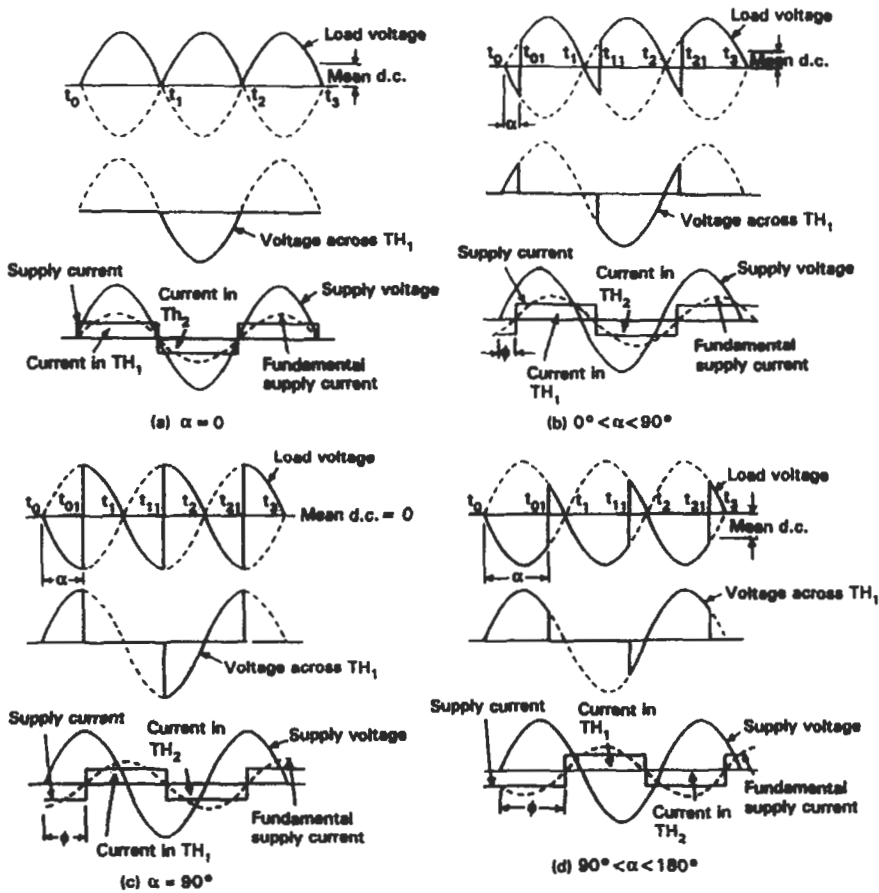 Load voltage
Mean d.c.
t0 t1 t2 t3
Voltage across TH1
Supply current
Current in Th2
Supply voltage
Current in TH1
Fundamental supply current
(a) α = 0
Load voltage
t0 t01 t1 t11 t2 t21 t3
Mean d.c.
α
Voltage across TH1
Supply current
Current in TH2
Supply voltage
ϕ
Current in TH1
Fundamental supply current
(b) 0° < α < 90°
Load voltage
t0 t01 t1 t11 t2 t21 t3
Mean d.c. = 0
α
Voltage across TH1
Supply current
Current in TH2
Supply voltage
ϕ
Current in TH1
Fundamental supply current
(c) α = 90°
Load voltage
t0 t01 t1 t11 t2 t21 t3
Mean d.c.
α
Voltage across TH1
Supply current
Current in TH1
Supply voltage
ϕ
Current in TH2
Fundamental supply current
(d) 90° < α < 180°